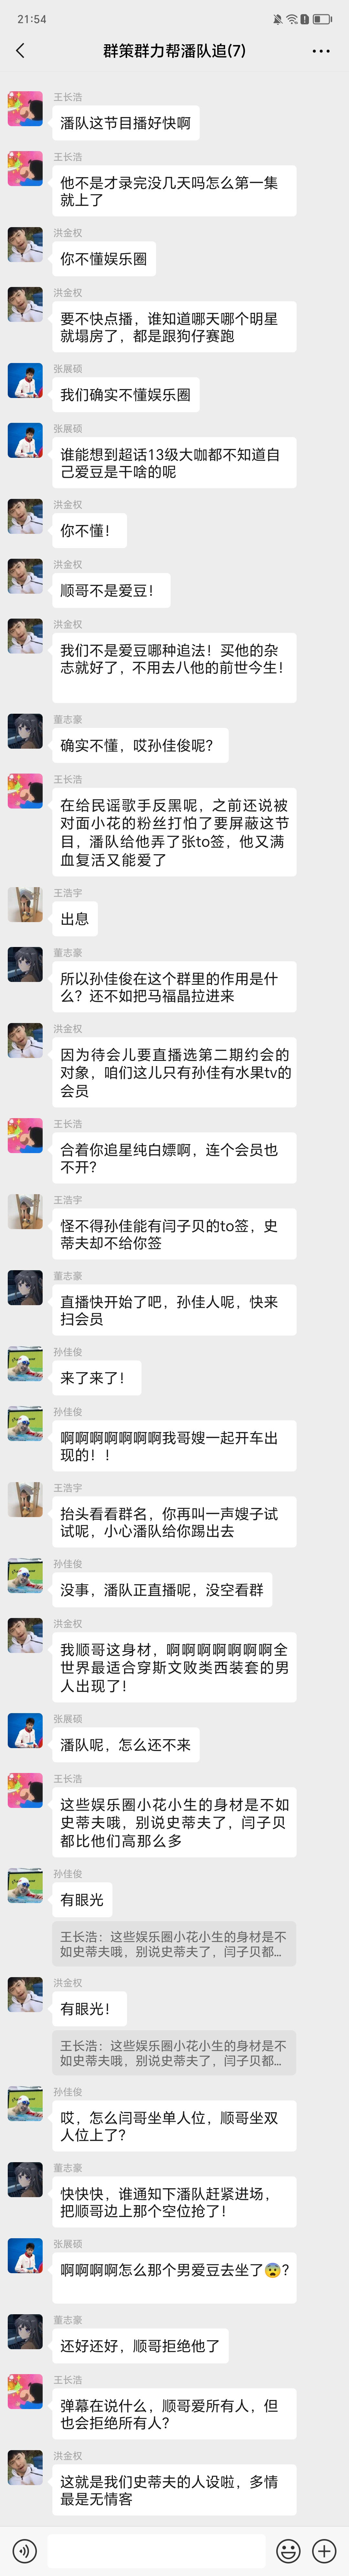 21:54
群策群力帮潘队追(7)
王长浩
潘队这节目播好快啊
王长浩
他不是才录完没几天吗怎么第一集
就上了
洪金权
你不懂娱乐圈
洪金权
要不快点播，谁知道哪天哪个明星
就塌房了，都是跟狗仔赛跑
张展硕
我们确实不懂娱乐圈
张展硕
谁能想到超话13级大咖都不知道自
己爱豆是干啥的呢
洪金权
你不懂！
洪金权
顺哥不是爱豆！
洪金权
我们不是爱豆哪种追法！买他的杂
志就好了，不用去八他的前世今生！
董志豪
确实不懂，哎孙佳俊呢？
王长浩
在给民谣歌手反黑呢，之前还说被
对面小花的粉丝打怕了要屏蔽这节
目，潘队给他弄了张to签，他又满
血复活又能爱了
王浩宇
出息
董志豪
所以孙佳俊在这个群里的作用是什
么？还不如把马福晶拉进来
洪金权
因为待会儿要直播选第二期约会的
对象，咱们这儿只有孙佳有水果tv的
会员
王长浩
合着你追星纯白嫖啊，连个会员也
不开？
王浩宇
怪不得孙佳能有闫子贝的to签，史
蒂夫却不给你签
董志豪
直播快开始了吧，孙佳人呢，快来
扫会员
孙佳俊
来了来了！
孙佳俊
啊啊啊啊啊啊啊我哥嫂一起开车出
现的！！
王浩宇
抬头看看群名，你再叫一声嫂子试
试呢，小心潘队给你踢出去
孙佳俊
没事，潘队正直播呢，没空看群
洪金权
我顺哥这身材，啊啊啊啊啊啊啊全
世界最适合穿斯文败类西装套的男
人出现了！
张展硕
潘队呢，怎么还不来
王长浩
这些娱乐圈小花小生的身材是不如
史蒂夫哦，别说史蒂夫了，闫子贝
都比他们高那么多
孙佳俊
有眼光
王长浩：这些娱乐圈小花小生的身材是不
如史蒂夫哦，别说史蒂夫了，闫子贝都...
洪金权
有眼光！
王长浩：这些娱乐圈小花小生的身材是不
如史蒂夫哦，别说史蒂夫了，闫子贝都...
孙佳俊
哎，怎么闫哥坐单人位，顺哥坐双
人位上了？
董志豪
快快快，谁通知下潘队赶紧进场，
把顺哥边上那个空位抢了！
张展硕
啊啊啊啊怎么那个男爱豆去坐了😨？
董志豪
还好还好，顺哥拒绝他了
王长浩
弹幕在说什么，顺哥爱所有人，但
也会拒绝所有人？
洪金权
这就是我们史蒂夫的人设啦，多情
最是无情客